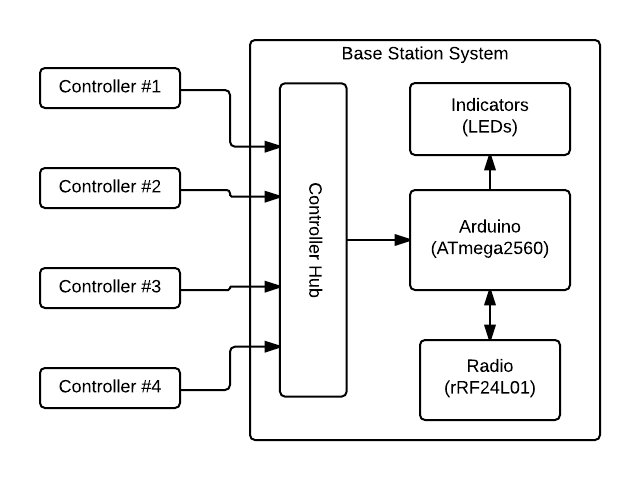 Base Station System
Controller #1
Controller #2
Controller #3
Controller #4
Controller Hub
Indicators
(LEDs)
Arduino
(ATmega2560)
Radio
(rRF24L01)